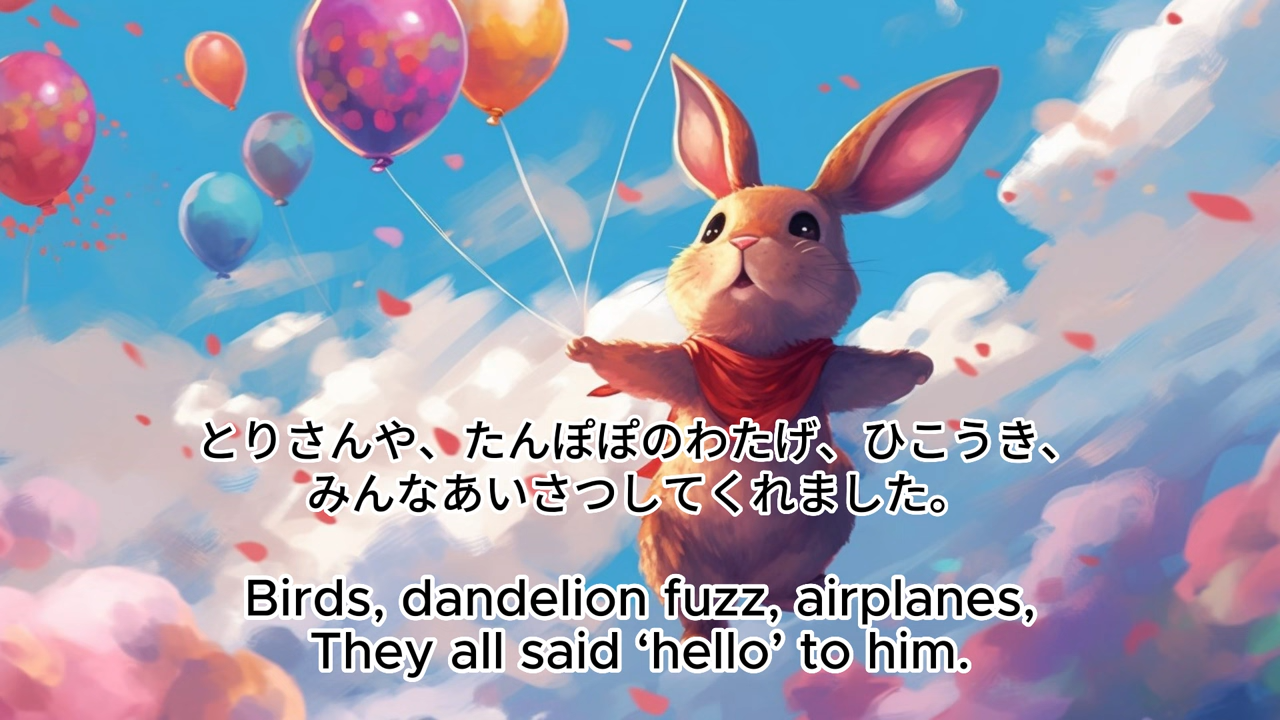 とりさんや、たんぽぽのわたげ、ひこうき、
みんなあいさつしてくれました。
Birds, dandelion fuzz, airplanes,
They all said ‘hello’ to him.